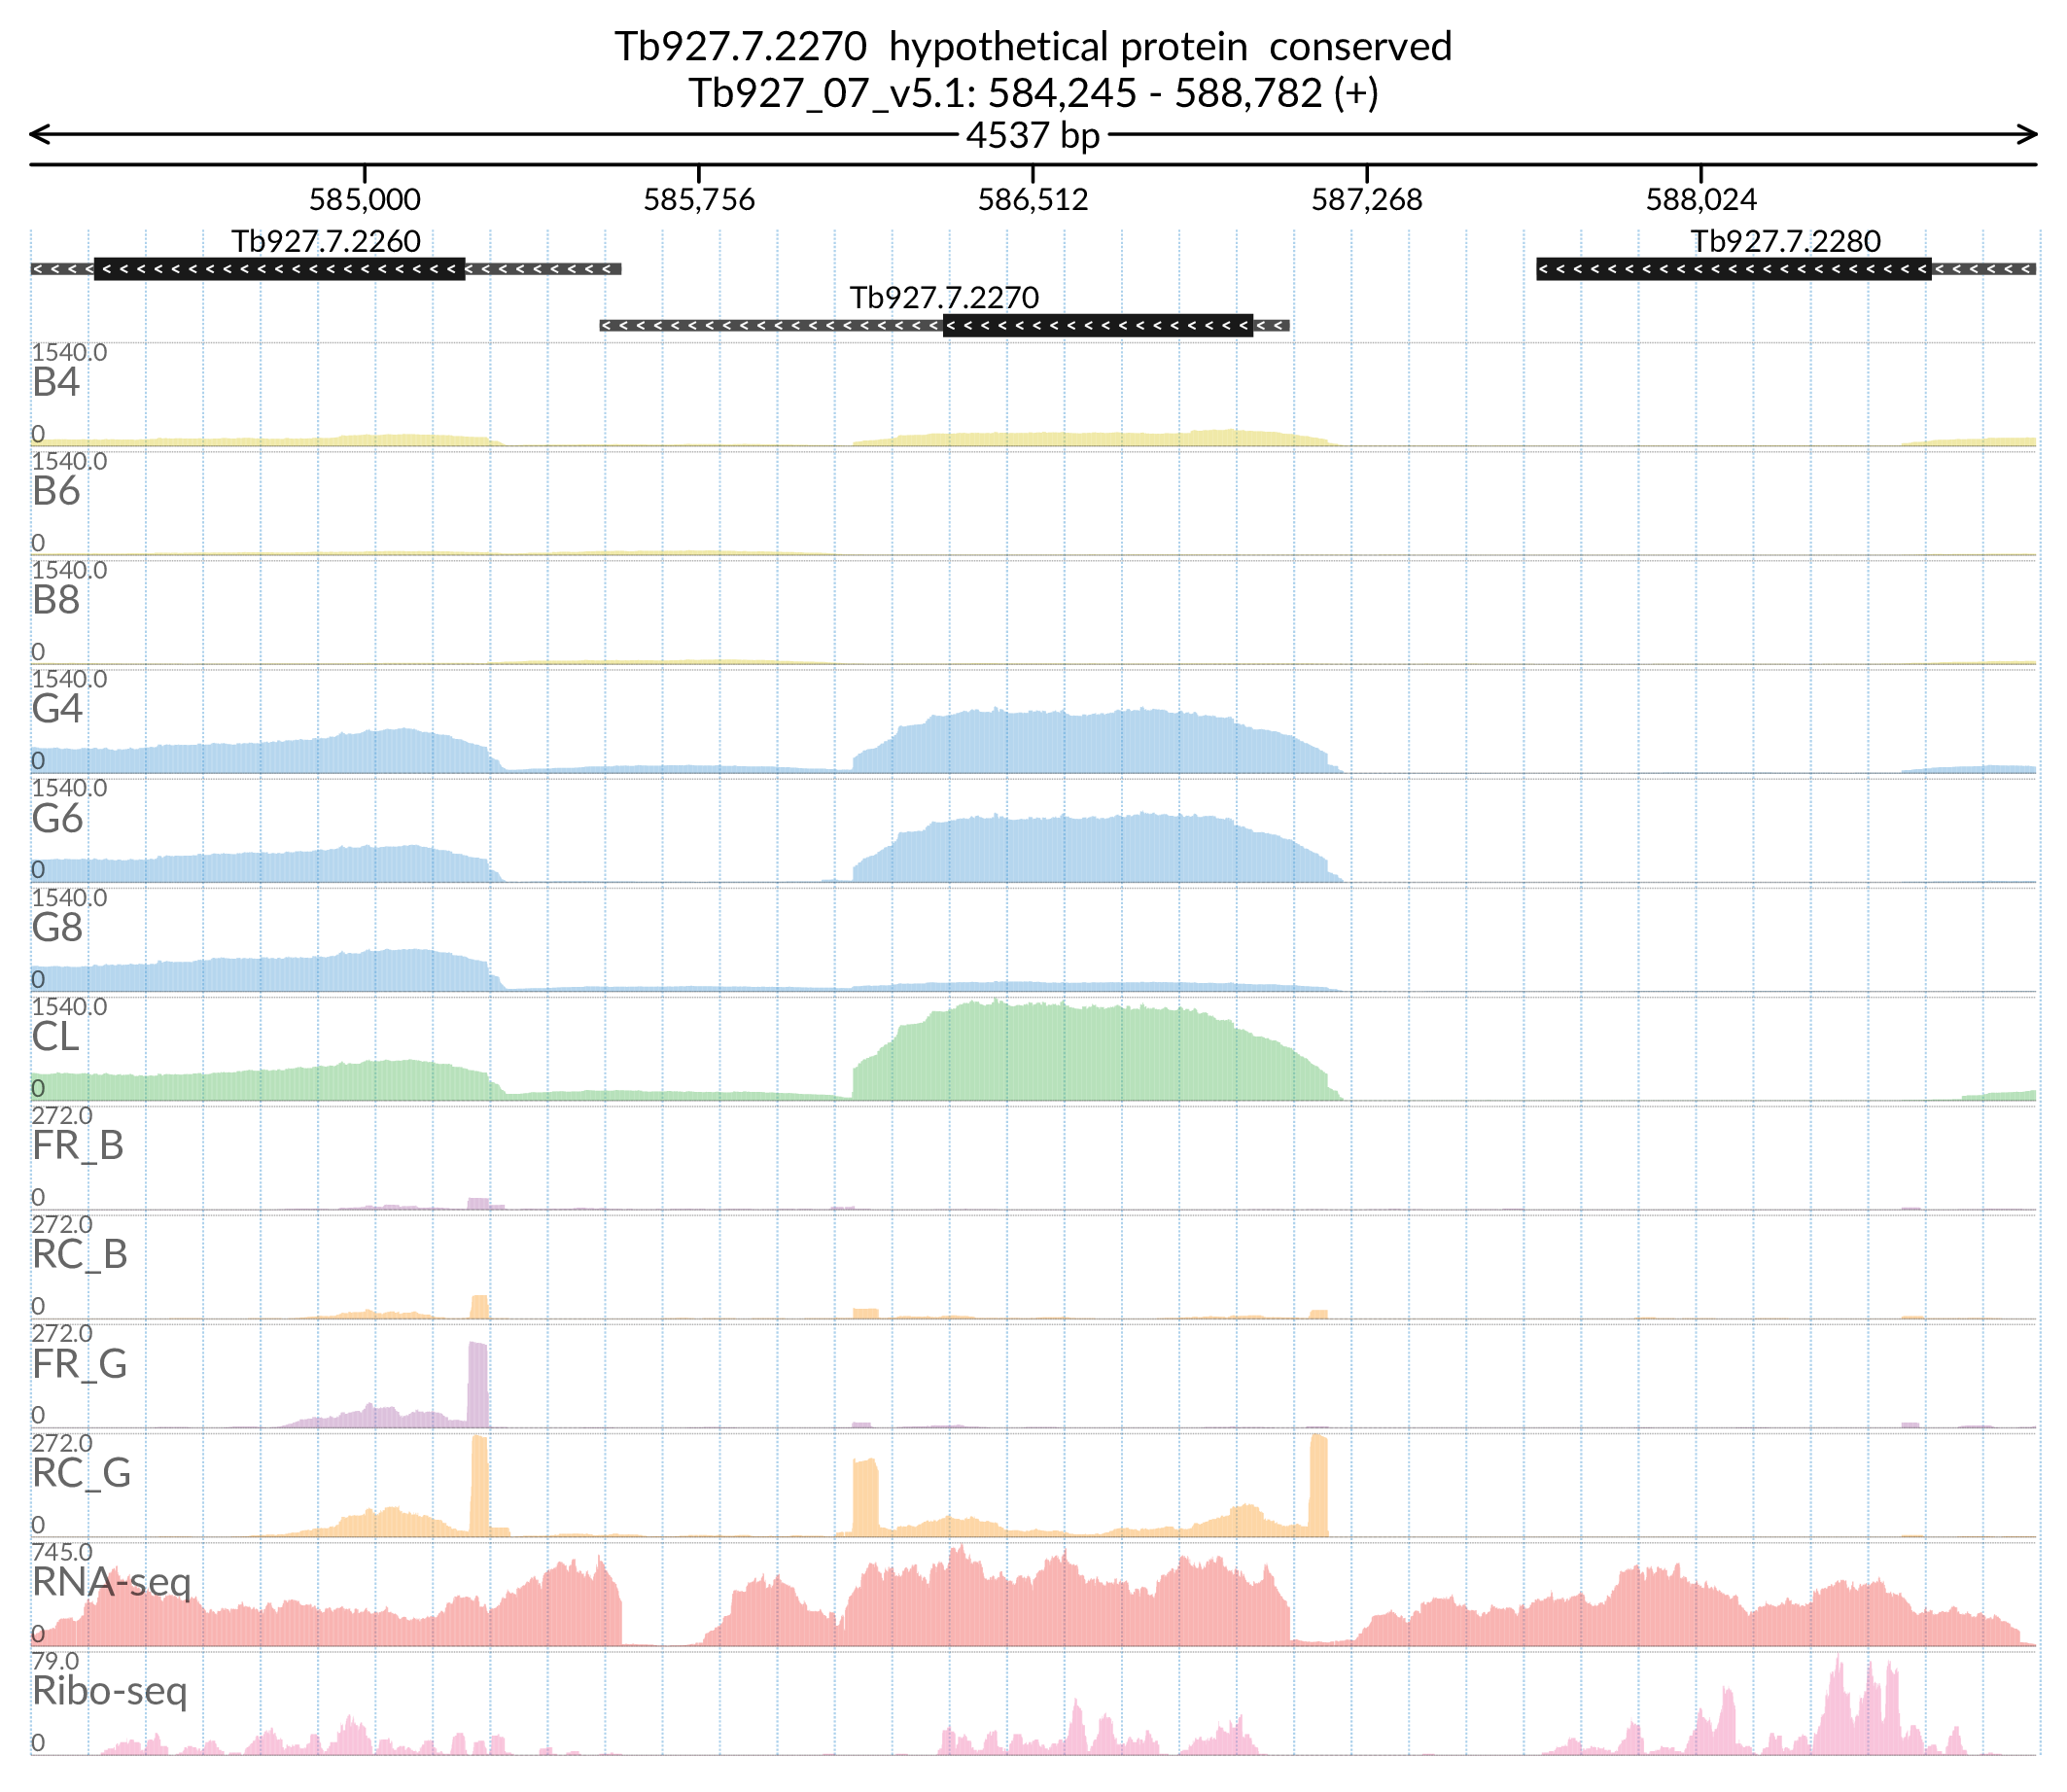 Tb927.7.2270  hypothetical protein  conserved
Tb927_07_v5.1: 584,245 - 588,782 (+)
4537 bp
585,000 585,756 586,512 587,268 588,024
Tb927.7.2260 Tb927.7.2280
Tb927.7.2270
1540.0
B4
0
1540.0
B6
0
1540.0
B8
0
1540.0
G4
0
1540.0
G6
0
1540.0
G8
0
1540.0
CL
0
272.0
FR_B
0
272.0
RC_B
0
272.0
FR_G
0
272.0
RC_G
0
745.0
RNA-seq
0
79.0
Ribo-seq
0